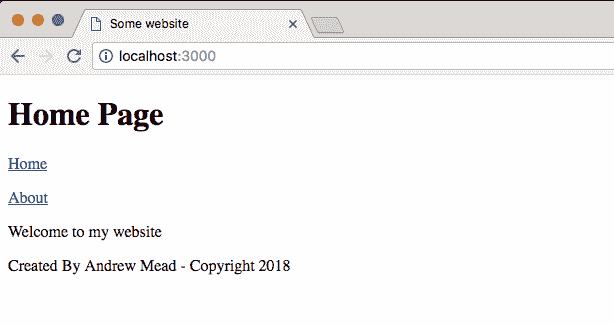 Some website
localhost:3000
Home Page
Home
About
Welcome to my website
Created By Andrew Mead - Copyright 2018